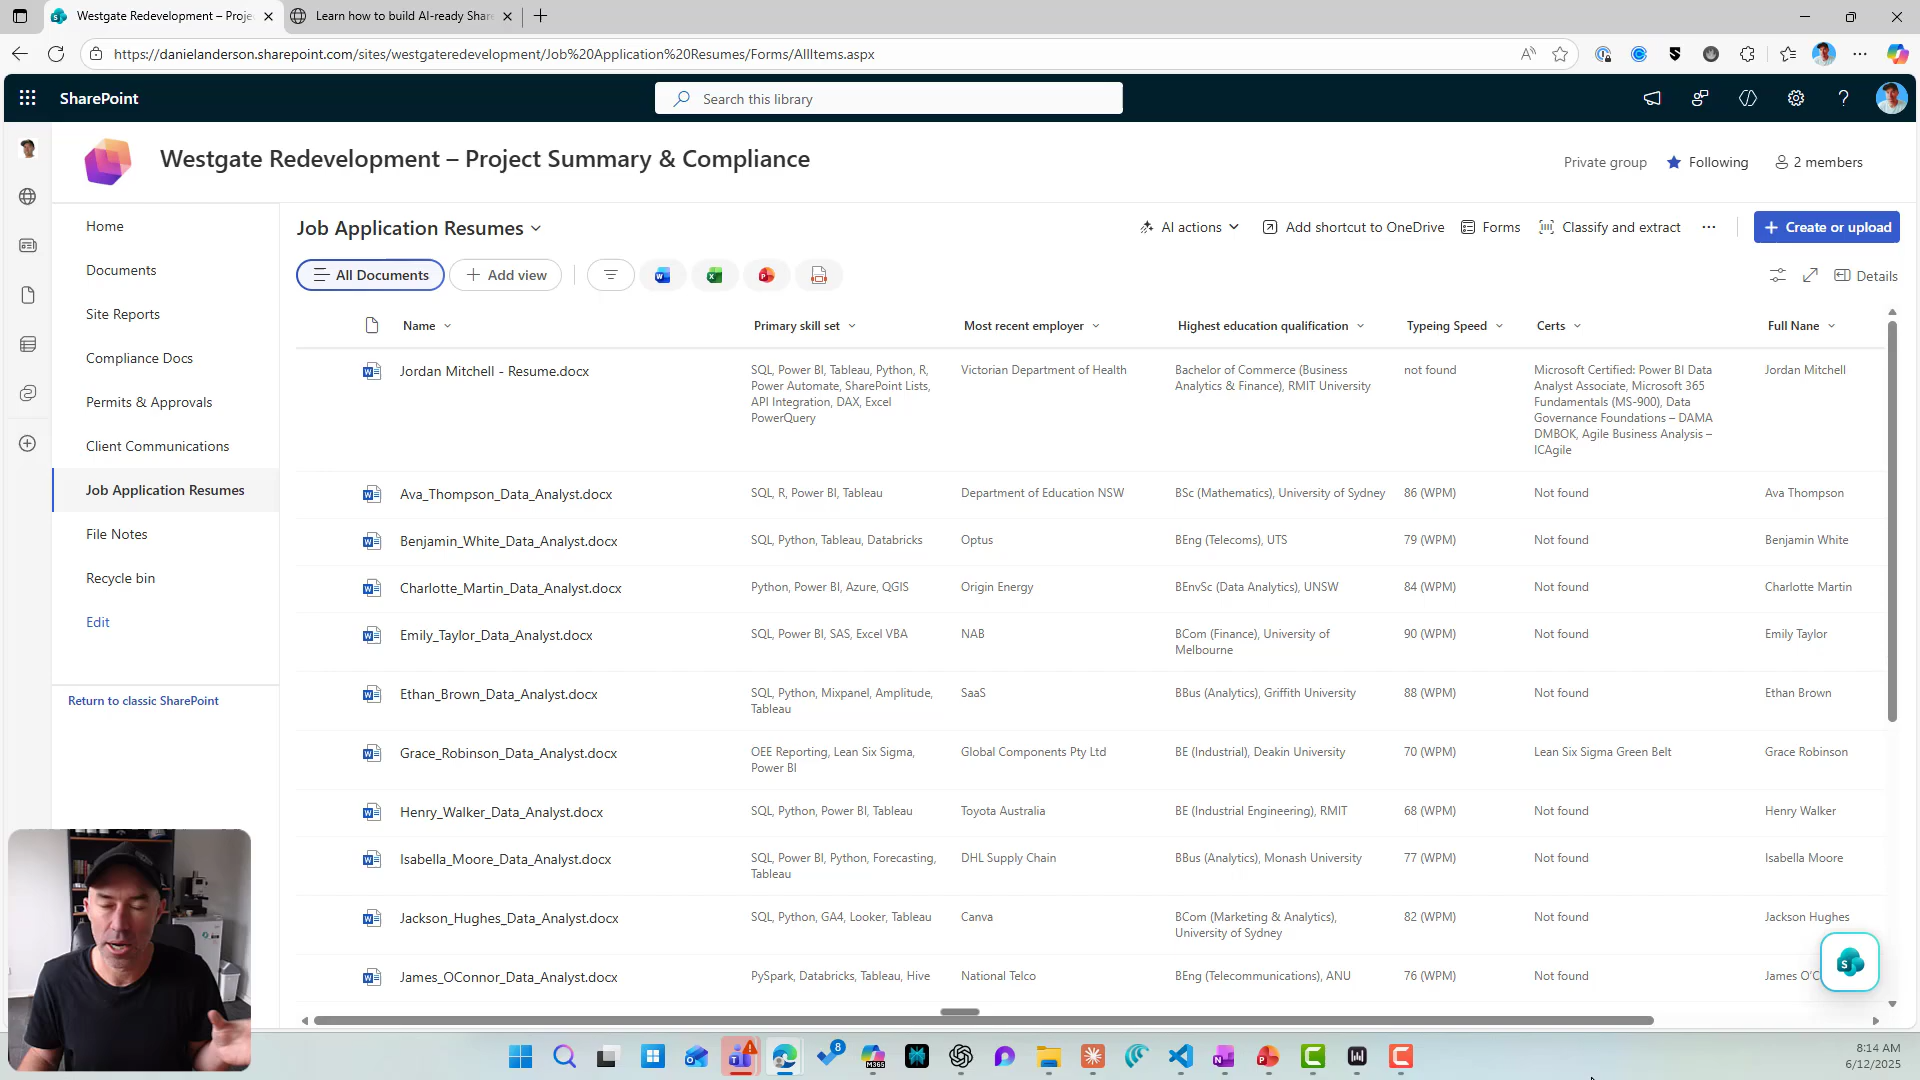 Westgate Redevelopment – Proje
Learn how to build AI-ready Shar
https://danielanderson.sharepoint.com/sites/westgateredevelopment/Job%20Application%20Resumes/Forms/AllItems.aspx
SharePoint
Search this library
Westgate Redevelopment – Project Summary & Compliance
Private group
Following
2 members
Home
Documents
Site Reports
Compliance Docs
Permits & Approvals
Client Communications
Job Application Resumes
File Notes
Recycle bin
Edit
Return to classic SharePoint
Job Application Resumes
AI actions
Add shortcut to OneDrive
Forms
Classify and extract
Create or upload
All Documents
Add view
Details
Name
Primary skill set
Most recent employer
Highest education qualification
Typeing Speed
Certs
Full Nane
Jordan Mitchell - Resume.docx
SQL, Power BI, Tableau, Python, R,
Power Automate, SharePoint Lists,
API Integration, DAX, Excel
PowerQuery
Victorian Department of Health
Bachelor of Commerce (Business
Analytics & Finance), RMIT University
not found
Microsoft Certified: Power BI Data
Analyst Associate, Microsoft 365
Fundamentals (MS-900), Data
Governance Foundations – DAMA
DMBOK, Agile Business Analysis –
ICAgile
Jordan Mitchell
Ava_Thompson_Data_Analyst.docx
SQL, R, Power BI, Tableau
Department of Education NSW
BSc (Mathematics), University of Sydney
86 (WPM)
Not found
Ava Thompson
Benjamin_White_Data_Analyst.docx
SQL, Python, Tableau, Databricks
Optus
BEng (Telecoms), UTS
79 (WPM)
Not found
Benjamin White
Charlotte_Martin_Data_Analyst.docx
Python, Power BI, Azure, QGIS
Origin Energy
BEnvSc (Data Analytics), UNSW
84 (WPM)
Not found
Charlotte Martin
Emily_Taylor_Data_Analyst.docx
SQL, Power BI, SAS, Excel VBA
NAB
BCom (Finance), University of
Melbourne
90 (WPM)
Not found
Emily Taylor
Ethan_Brown_Data_Analyst.docx
SQL, Python, Mixpanel, Amplitude,
Tableau
SaaS
BBus (Analytics), Griffith University
88 (WPM)
Not found
Ethan Brown
Grace_Robinson_Data_Analyst.docx
OEE Reporting, Lean Six Sigma,
Power BI
Global Components Pty Ltd
BE (Industrial), Deakin University
70 (WPM)
Lean Six Sigma Green Belt
Grace Robinson
Henry_Walker_Data_Analyst.docx
SQL, Python, Power BI, Tableau
Toyota Australia
BE (Industrial Engineering), RMIT
68 (WPM)
Not found
Henry Walker
Isabella_Moore_Data_Analyst.docx
SQL, Power BI, Python, Forecasting,
Tableau
DHL Supply Chain
BBus (Analytics), Monash University
77 (WPM)
Not found
Isabella Moore
Jackson_Hughes_Data_Analyst.docx
SQL, Python, GA4, Looker, Tableau
Canva
BCom (Marketing & Analytics),
University of Sydney
82 (WPM)
Not found
Jackson Hughes
James_OConnor_Data_Analyst.docx
PySpark, Databricks, Tableau, Hive
National Telco
BEng (Telecommunications), ANU
76 (WPM)
Not found
James O'C
8
M365
8:14 AM
6/12/2025